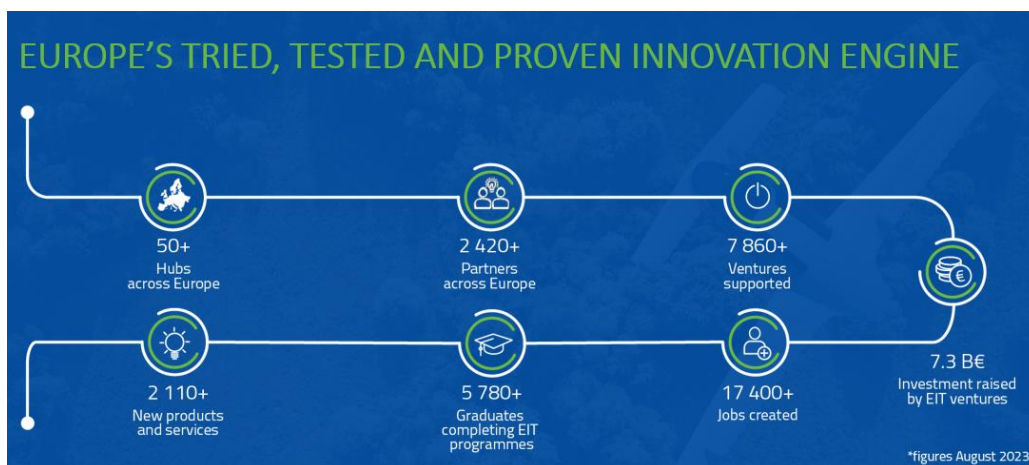 EUROPE'S TRIED, TESTED AND PROVEN INNOVATION ENGINE
50+
Hubs
across Europe
2 420+
Partners
across Europe
7 860+
Ventures
supported
7.3 B€
Investment raised
by EIT ventures
17 400+
Jobs created
5 780+
Graduates
completing EIT
programmes
2 110+
New products
and services
*figures August 2023